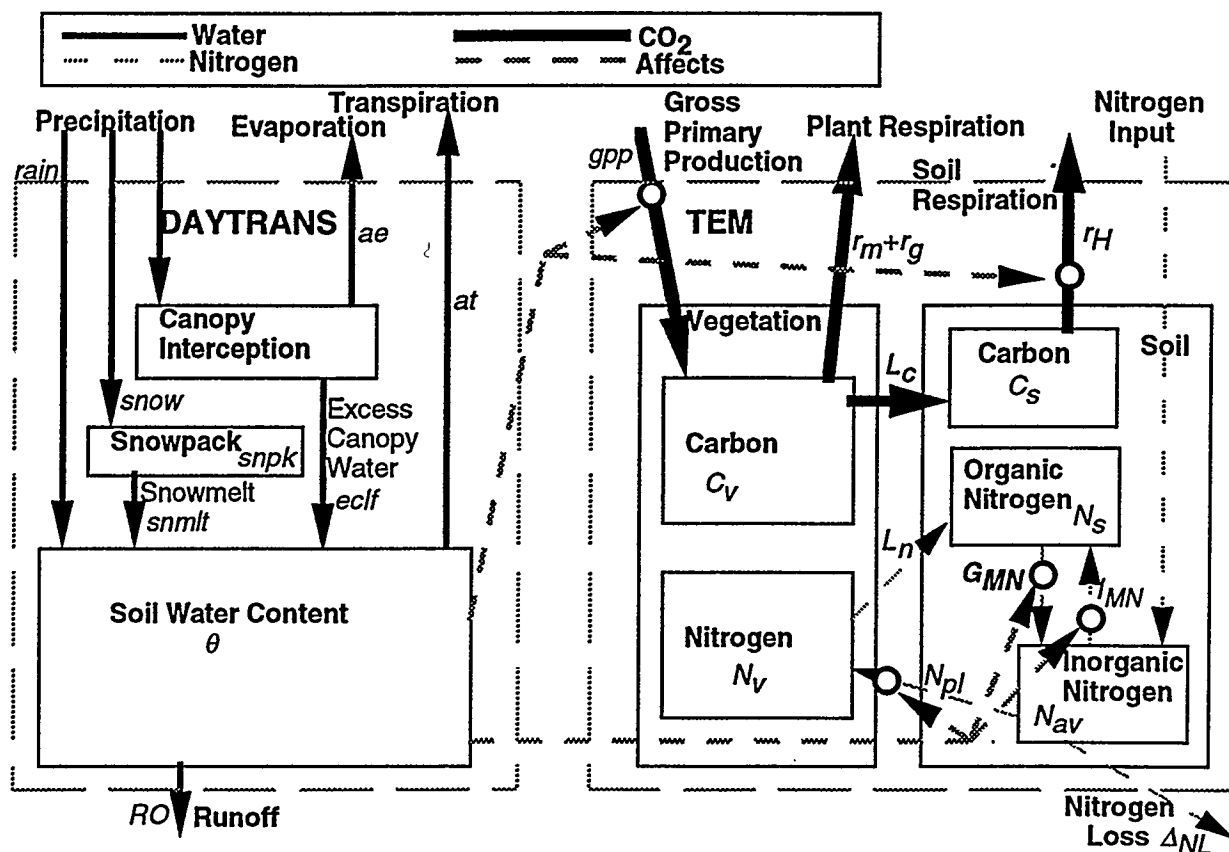 Water
CO2
Nitrogen
Affects
Precipitation
Evaporation
Transpiration
Gross
Primary
Production
Plant Respiration
Nitrogen
Input
rain
gpp
Soil
Respiration
DAYTRANS
TEM
ae
rm+rg
rH
at
Canopy
Interception
Vegetation
Carbon
Cs
Soil
Lc
snow
Excess
Canopy
Water
eclf
Snowpack
snpk
Snowmelt
snmlt
Carbon
Cv
Organic
Nitrogen
Ns
Ln
GMN
IMN
Soil Water Content
θ
Nitrogen
Nv
Npl
Inorganic
Nitrogen
Nav
RO
Runoff
Nitrogen
Loss ΔNL